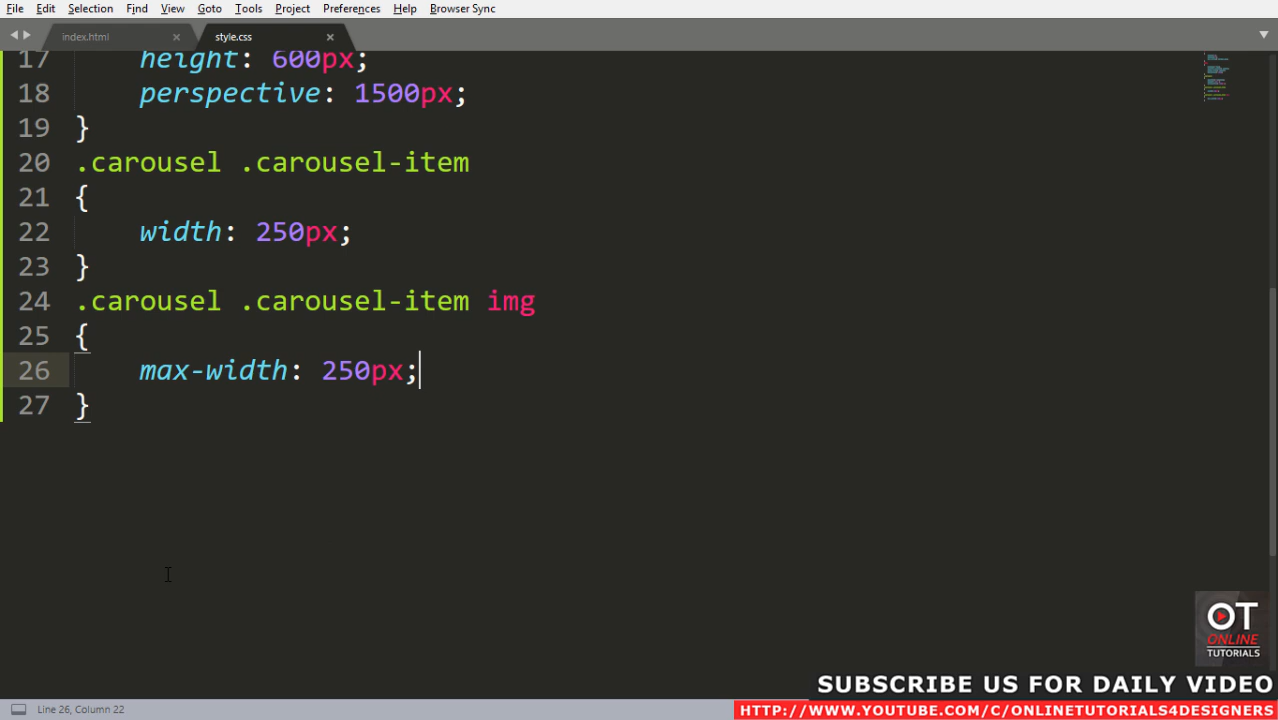 File Edit Selection Find View Goto Tools Project Preferences Help Browser Sync
index.html × style.css ×
17 height: 600px;
18 perspective: 1500px;
19 }
20 .carousel .carousel-item
21 {
22 width: 250px;
23 }
24 .carousel .carousel-item img
25 {
26 max-width: 250px;
27 }
OT
ONLINE
TUTORIALS
SUBSCRIBE US FOR DAILY VIDEO
HTTP://WWW.YOUTUBE.COM/C/ONLINETUTORIALS4DESIGNERS
Line 26, Column 22